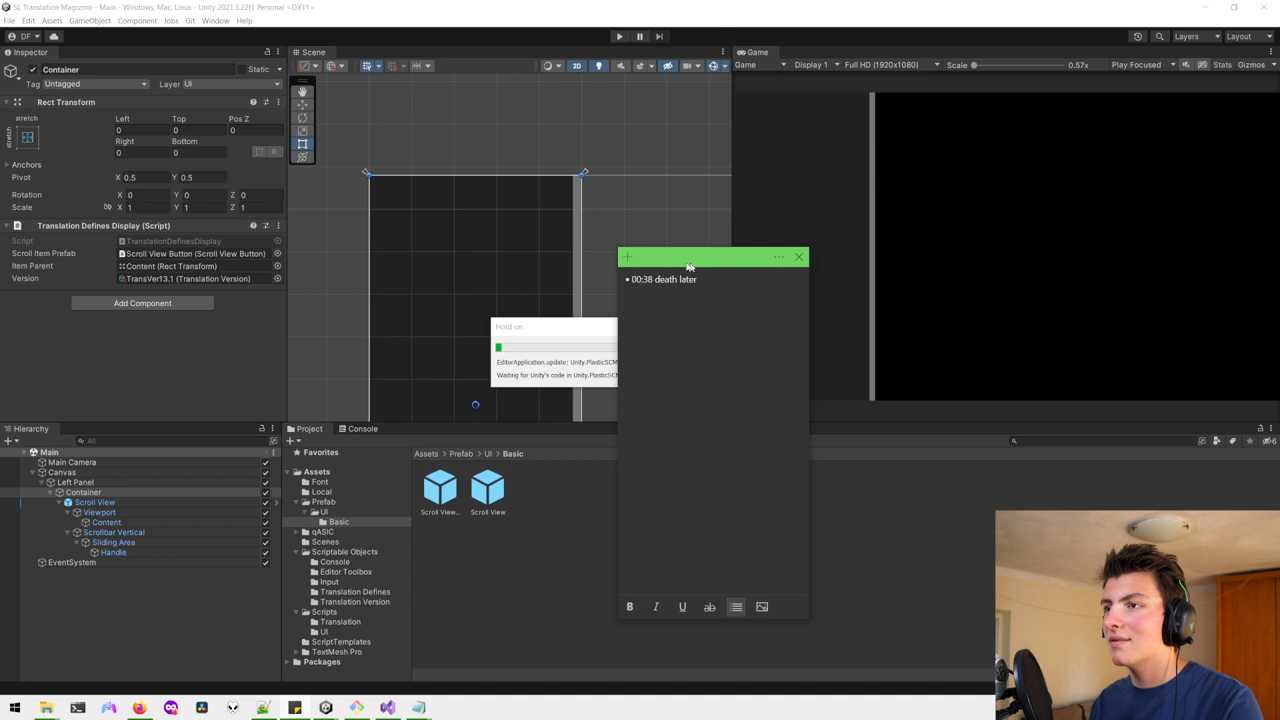 SL Translation Magizmo - Main - Windows, Mac, Linux - Unity 2021.3.22f1 Personal <DX11>
File Edit Assets GameObject Component Jobs Git Window Help
DF
Layers
Layout
Inspector
Container
Static
Tag Untagged
Layer UI
Rect Transform
stretch
stretch
Left Top Pos Z
0 0 0
Right Bottom
0 0
Anchors
Pivot X 0.5 Y 0.5
Rotation X 0 Y 0 Z 0
Scale X 1 Y 1 Z 1
Translation Defines Display (Script)
Script TranslationDefinesDisplay
Scroll Item Prefab Scroll View Button (Scroll View Button)
Item Parent Content (Rect Transform)
Version TransVer13.1 (Translation Version)
Add Component
Scene
2D
Game
Game Display 1 Full HD (1920x1080) Scale 0.57x Play Focused Stats Gizmos
• 00:38 death later
B I U ab
Hold on
EditorApplication.update: Unity.PlasticSCM
Waiting for Unity's code in Unity.PlasticSCM
Hierarchy
All
Main
Main Camera
Canvas
Left Panel
Container
Scroll View
Viewport
Content
Scrollbar Vertical
Sliding Area
Handle
EventSystem
Project Console
6
Favorites
Assets
Font
Local
Prefab
UI
Basic
qASIC
Scenes
Scriptable Objects
Console
Editor Toolbox
Input
Translation Defines
Translation Version
Scripts
Translation
UI
ScriptTemplates
TextMesh Pro
Packages
Assets > Prefab > UI > Basic
Scroll View... Scroll View